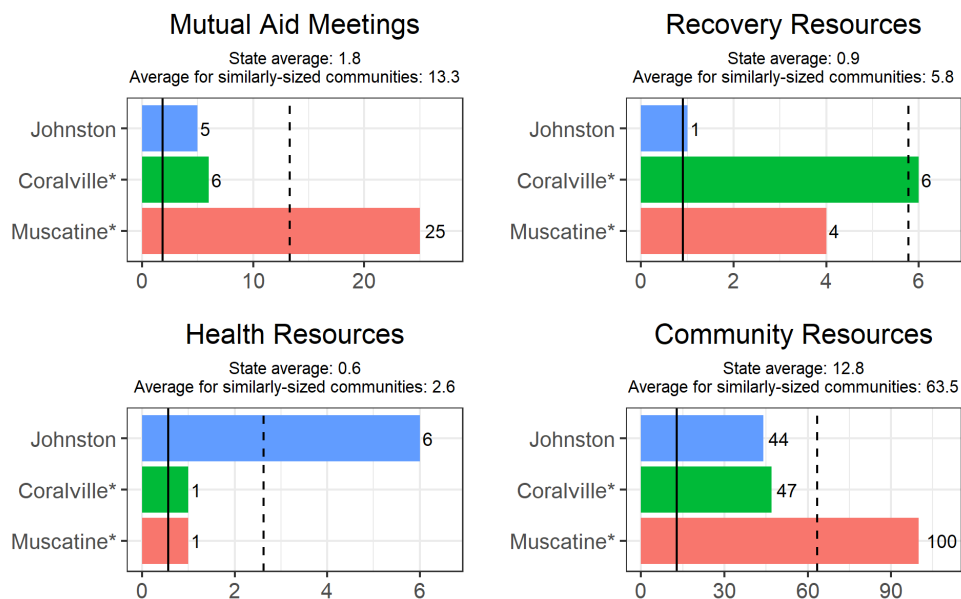 Mutual Aid Meetings
State average: 1.8
Average for similarly-sized communities: 13.3
Johnston
5
Coralville*
6
Muscatine*
25
0
10
20
Recovery Resources
State average: 0.9
Average for similarly-sized communities: 5.8
Johnston
1
Coralville*
6
Muscatine*
4
0
2
4
6
Health Resources
State average: 0.6
Average for similarly-sized communities: 2.6
Johnston
6
Coralville*
1
Muscatine*
1
0
2
4
6
Community Resources
State average: 12.8
Average for similarly-sized communities: 63.5
Johnston
44
Coralville*
47
Muscatine*
100
0
30
60
90